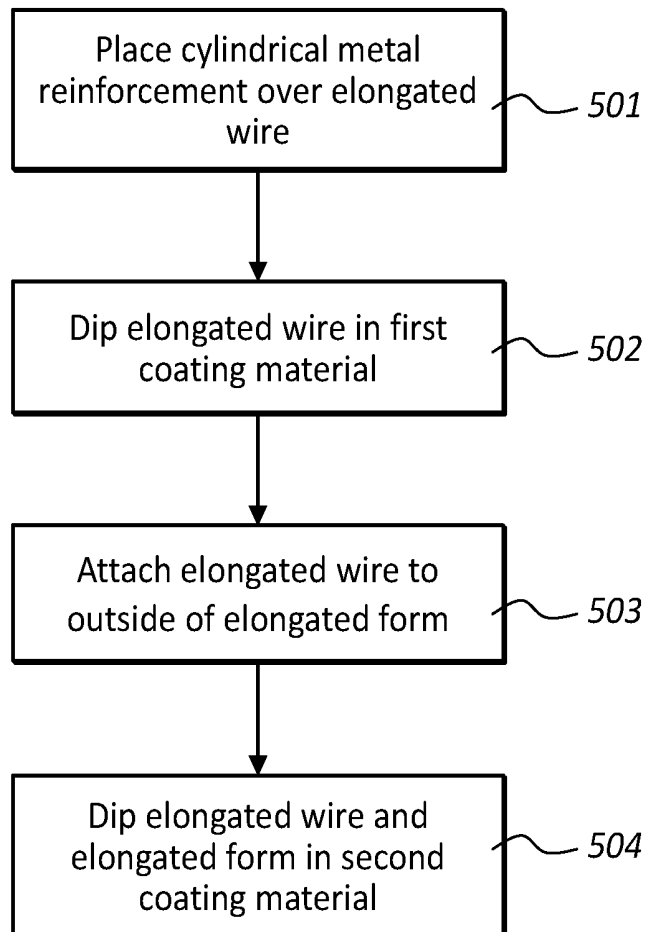 Place cylindrical metal
reinforcement over elongated
wire
501
Dip elongated wire in first
coating material
502
Attach elongated wire to
outside of elongated form
503
Dip elongated wire and
elongated form in second
coating material
504